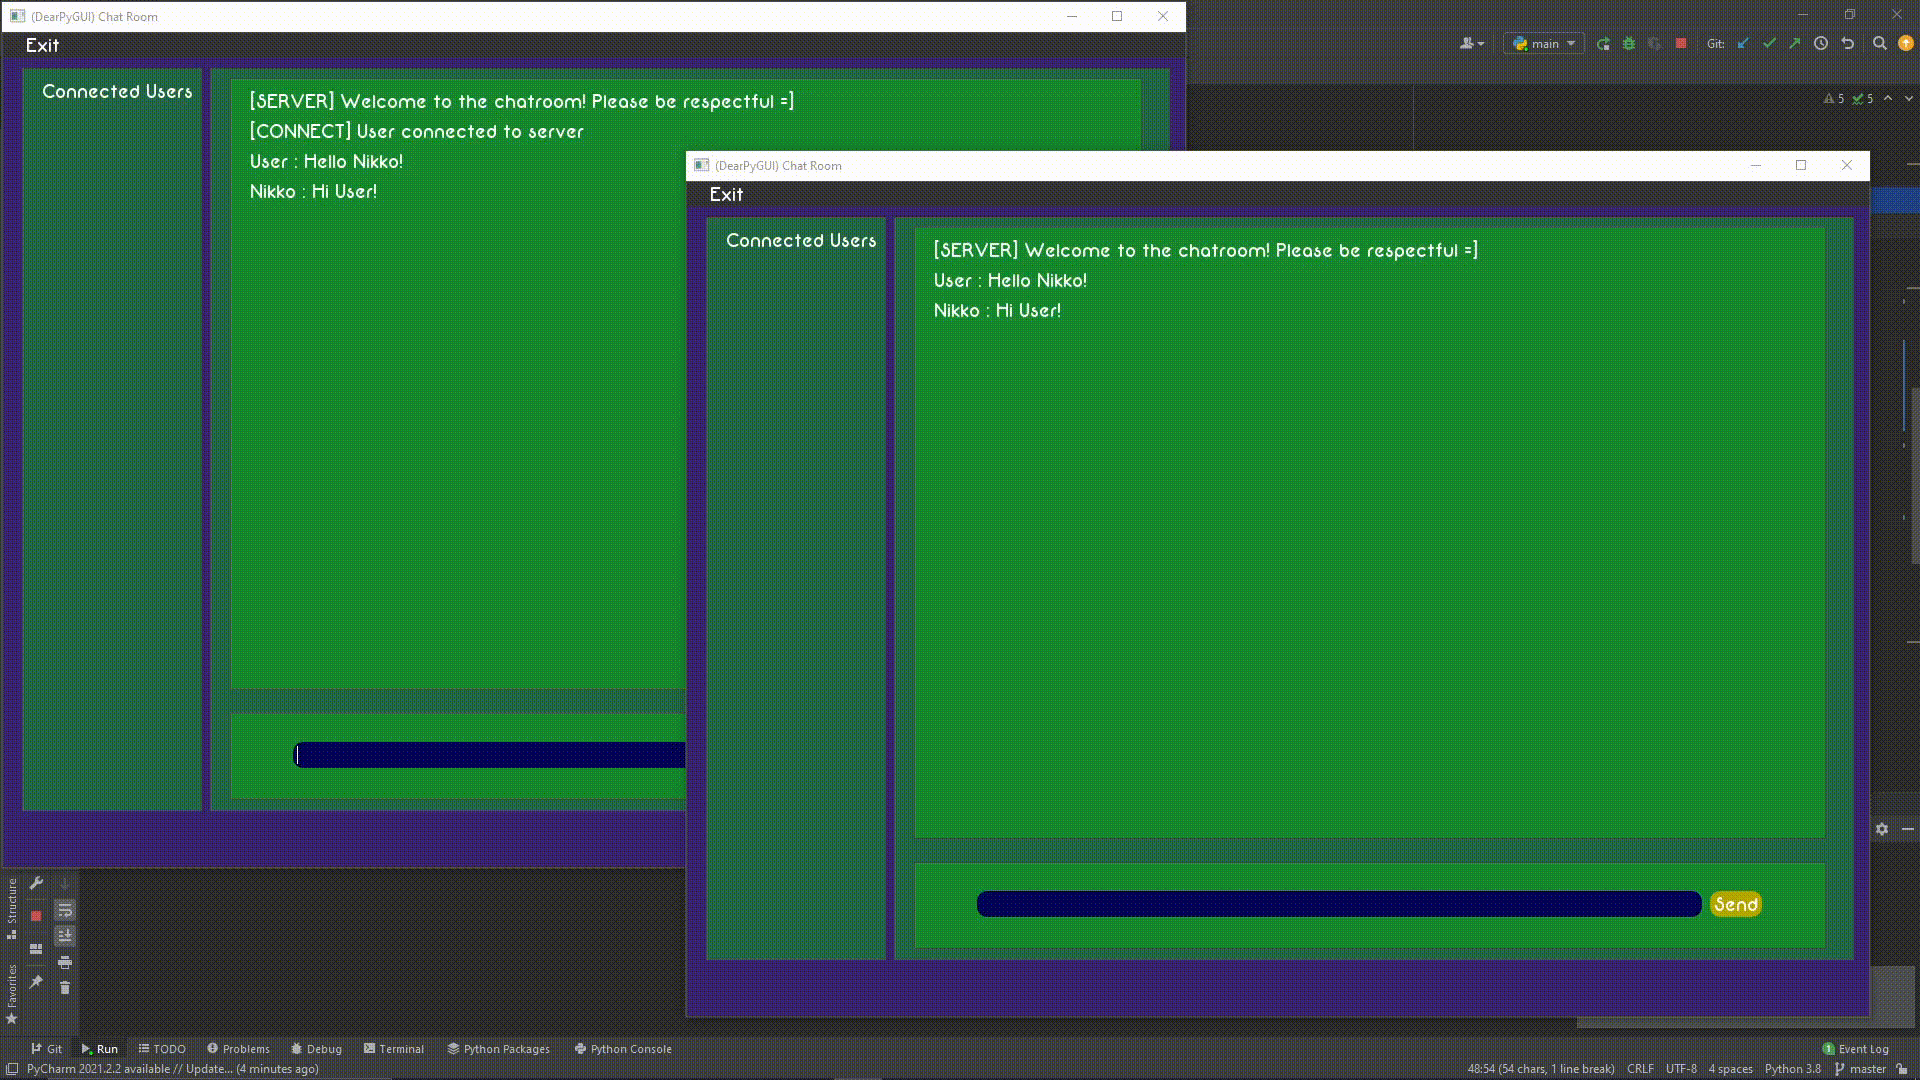 (DearPyGUI) Chat Room
Exit
Connected Users
[SERVER] Welcome to the chatroom! Please be respectful =]
[CONNECT] User connected to server
User : Hello Nikko!
Nikko : Hi User!
(DearPyGUI) Chat Room
Exit
Connected Users
[SERVER] Welcome to the chatroom! Please be respectful =]
User : Hello Nikko!
Nikko : Hi User!
Send
main
Git:
5 5
Structure
Favorites
Git Run TODO Problems Debug Terminal Python Packages Python Console 1 Event Log
PyCharm 2021.2.2 available // Update... (4 minutes ago) 48:54 (54 chars, 1 line break) CRLF UTF-8 4 spaces Python 3.8 master